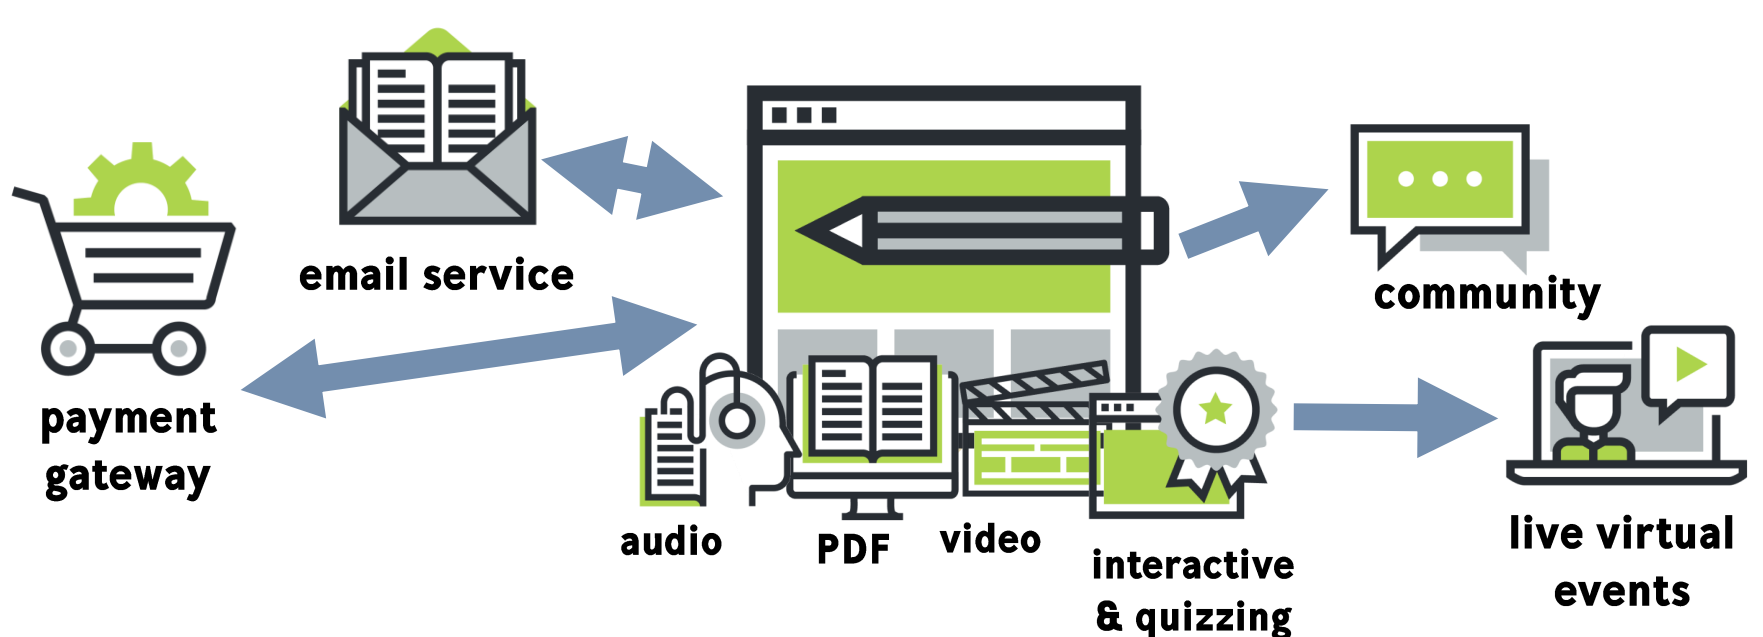 email service
payment
gateway
community
audio
PDF
video
interactive
& quizzing
live virtual
events